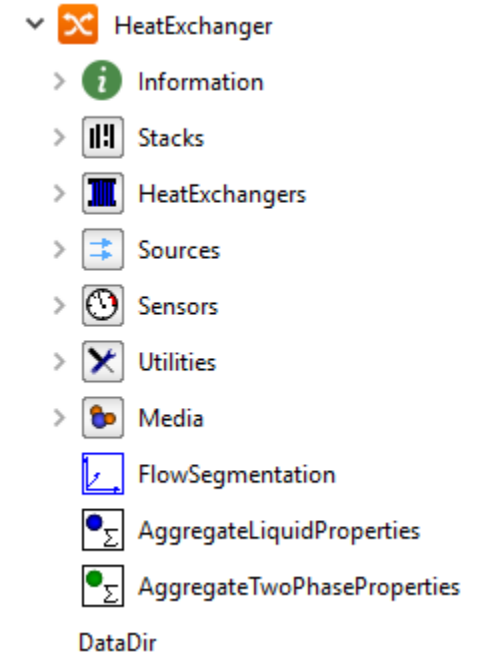 HeatExchanger
Information
Stacks
HeatExchangers
Sources
Sensors
Utilities
Media
FlowSegmentation
AggregateLiquidProperties
AggregateTwoPhaseProperties
DataDir